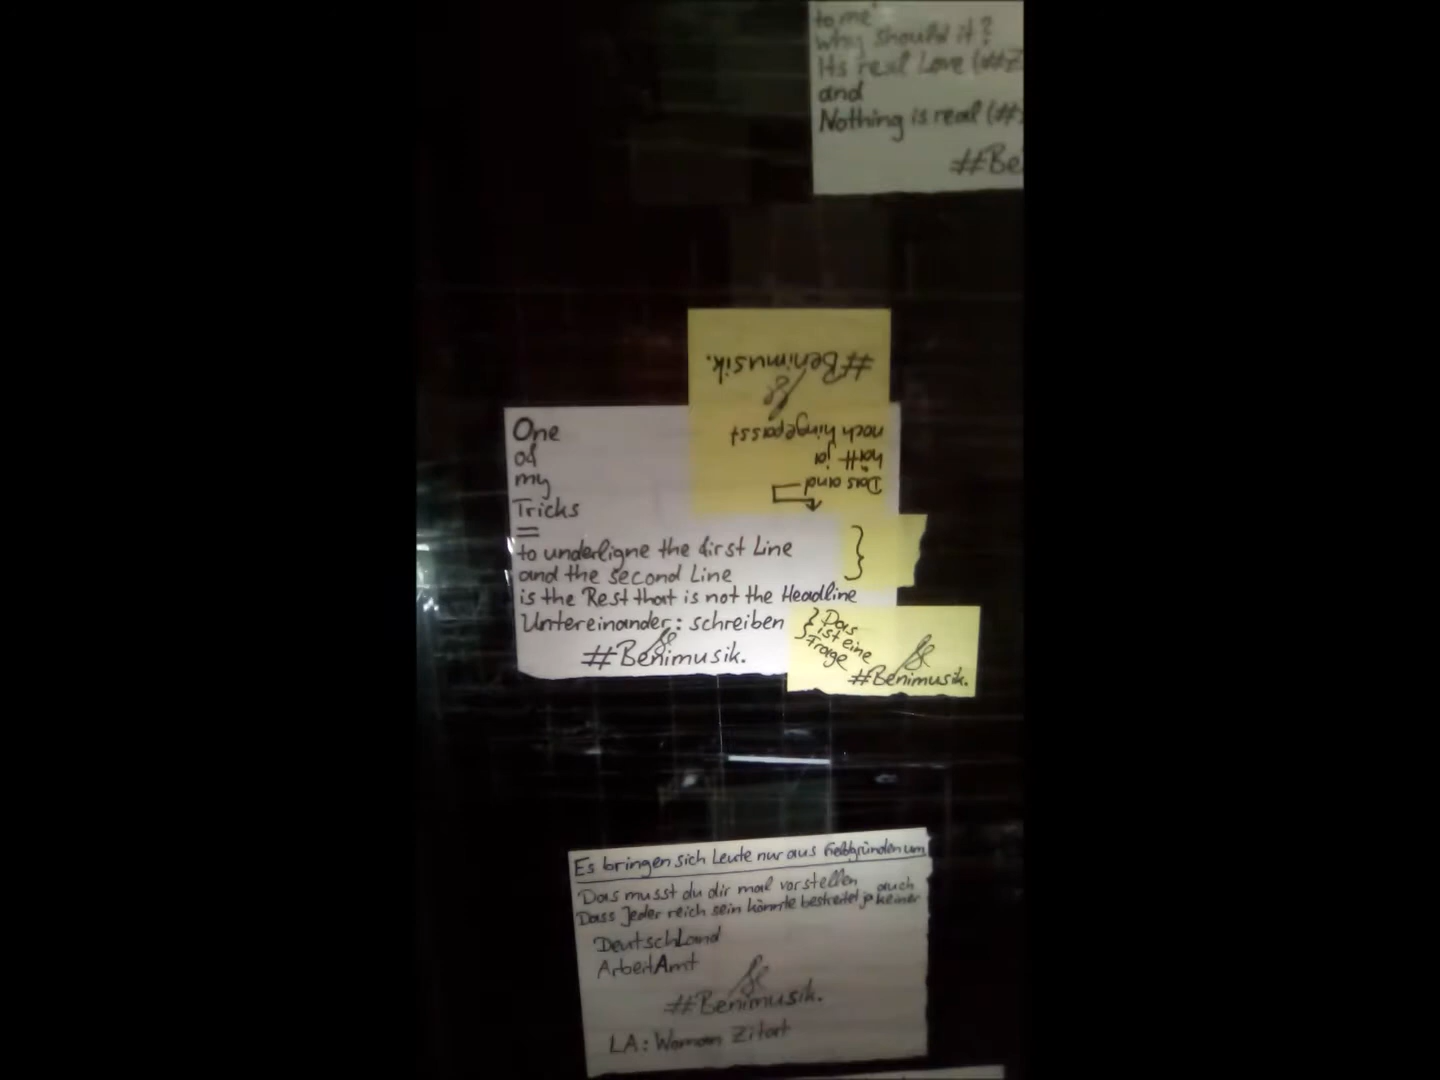 to me
why should it?
Its real Love (##Z
and
Nothing is real (##
##Be
One
of
my
Tricks
=
to underligne the first Line
and the second Line
is the Rest that is not the Headline
Untereinander: schreiben
#Benimusik.
Das and
hätt ja
noch hingepasst
#Benimusik.
} Das
ist eine
Frage
#Benimusik.
Es bringen sich Leute nur aus Geldgründen um
Das musst du dir mal vorstellen
Dass Jeder reich sein könnte bestreitet ja auch keiner
DeutschLand
ArbeitAmt
#Benimusik.
LA: Woman Zitat